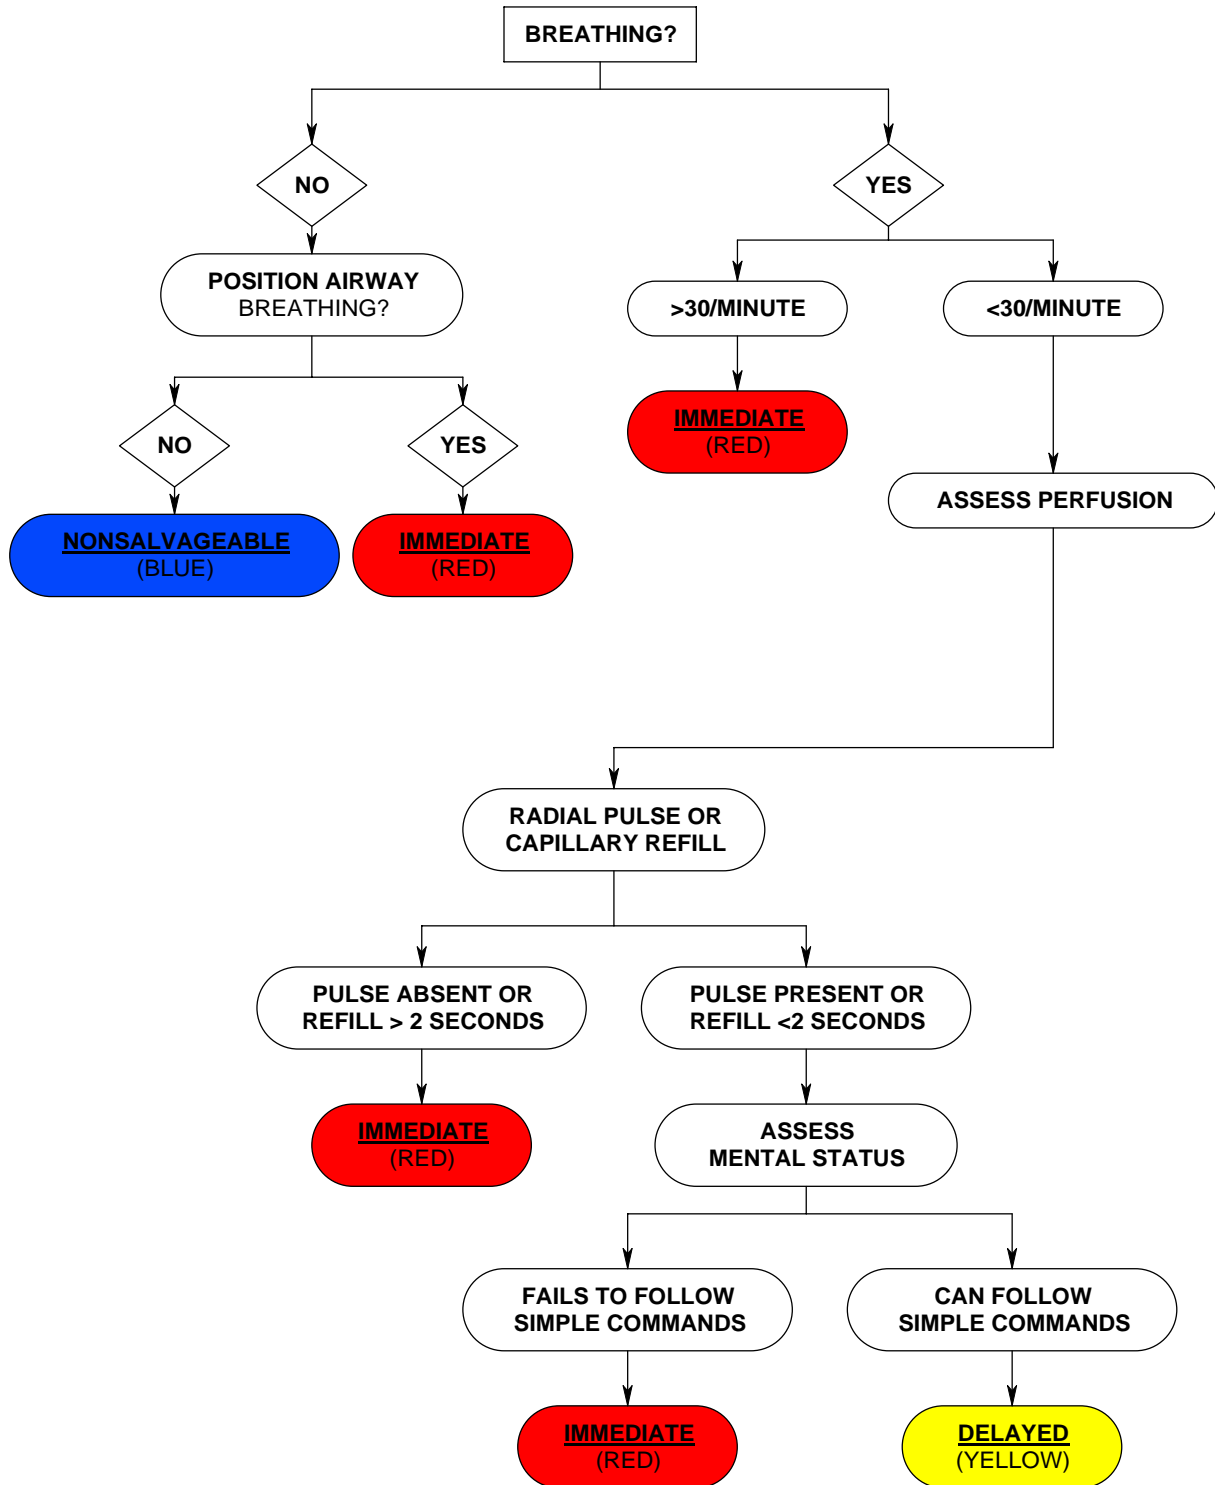 BREATHING?
NO
YES
POSITION AIRWAY
BREATHING?
>30/MINUTE
<30/MINUTE
IMMEDIATE
(RED)
NO
YES
ASSESS PERFUSION
NONSALVAGEABLE
(BLUE)
IMMEDIATE
(RED)
RADIAL PULSE OR
CAPILLARY REFILL
PULSE ABSENT OR
REFILL > 2 SECONDS
PULSE PRESENT OR
REFILL <2 SECONDS
IMMEDIATE
(RED)
ASSESS
MENTAL STATUS
FAILS TO FOLLOW
SIMPLE COMMANDS
CAN FOLLOW
SIMPLE COMMANDS
IMMEDIATE
(RED)
DELAYED
(YELLOW)